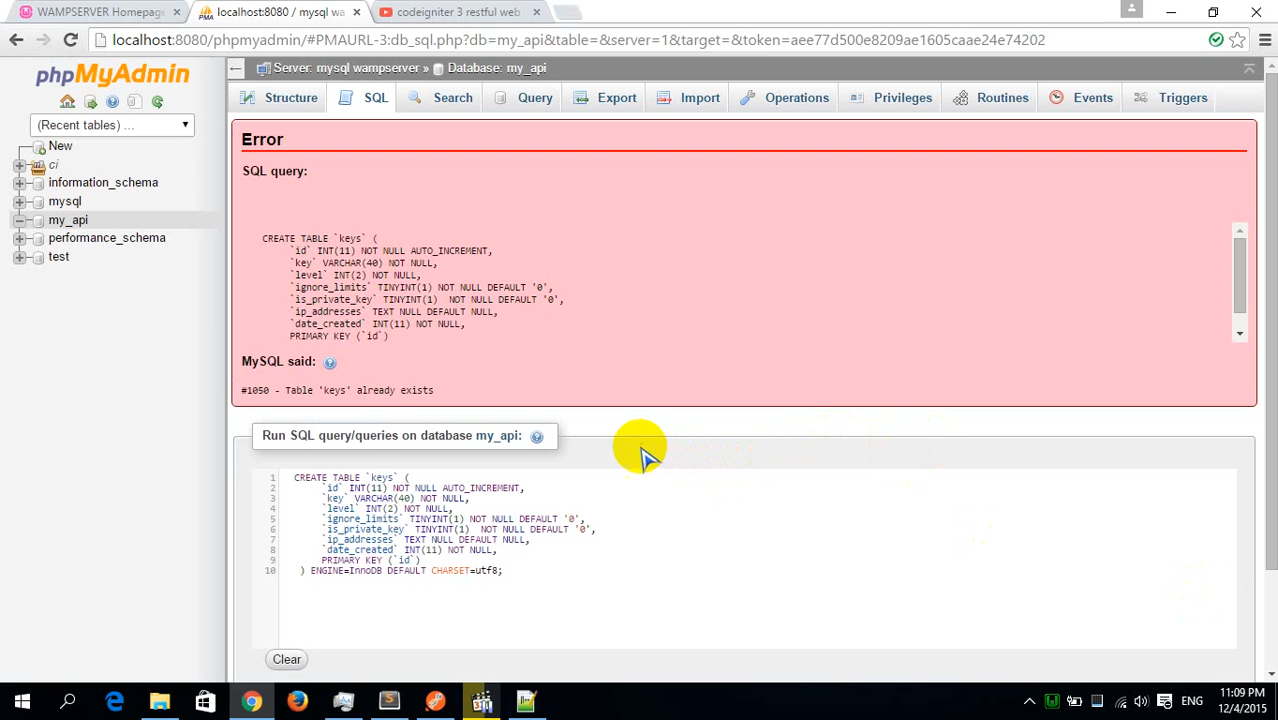 WAMPSERVER Homepage
localhost:8080 / mysql wa
codeigniter 3 restful web
localhost:8080/phpmyadmin/#PMAURL-3:db_sql.php?db=my_api&table=&server=1&target=&token=aee77d500e8209ae1605caae24e74202
phpMyAdmin
(Recent tables) ...
New
ci
information_schema
mysql
my_api
performance_schema
test
Server: mysql wampserver » Database: my_api
Structure SQL Search Query Export Import Operations Privileges Routines Events Triggers
Error
SQL query:
CREATE TABLE `keys` (
`id` INT(11) NOT NULL AUTO_INCREMENT,
`key` VARCHAR(40) NOT NULL,
`level` INT(2) NOT NULL,
`ignore_limits` TINYINT(1) NOT NULL DEFAULT '0',
`is_private_key` TINYINT(1)  NOT NULL DEFAULT '0',
`ip_addresses` TEXT NULL DEFAULT NULL,
`date_created` INT(11) NOT NULL,
PRIMARY KEY (`id`)
MySQL said:
#1050 - Table 'keys' already exists
Run SQL query/queries on database my_api:
1 CREATE TABLE `keys` (
2 `id` INT(11) NOT NULL AUTO_INCREMENT,
3 `key` VARCHAR(40) NOT NULL,
4 `level` INT(2) NOT NULL,
5 `ignore_limits` TINYINT(1) NOT NULL DEFAULT '0',
6 `is_private_key` TINYINT(1)  NOT NULL DEFAULT '0',
7 `ip_addresses` TEXT NULL DEFAULT NULL,
8 `date_created` INT(11) NOT NULL,
9 PRIMARY KEY (`id`)
10 ) ENGINE=InnoDB DEFAULT CHARSET=utf8;
Clear
ENG
11:09 PM
12/4/2015